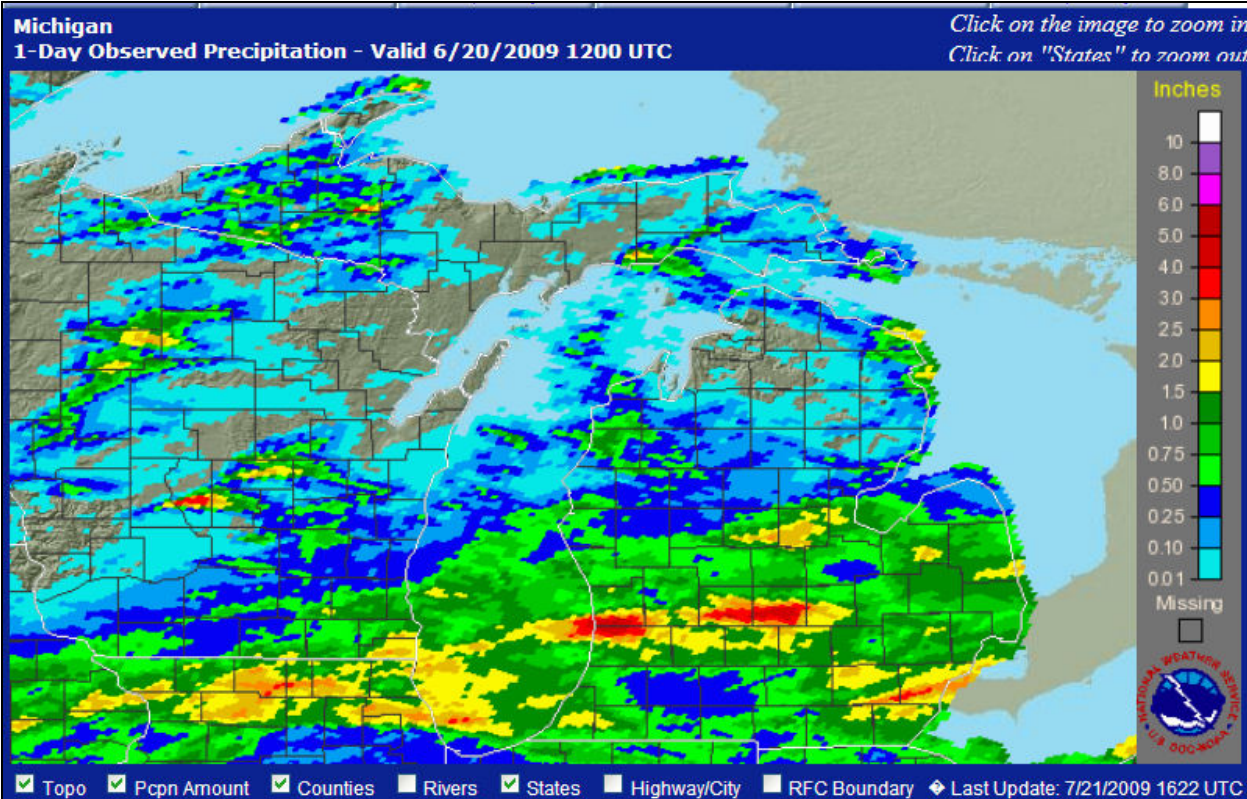 Michigan
1-Day Observed Precipitation - Valid 6/20/2009 1200 UTC
Click on the image to zoom in
Click on "States" to zoom out
Inches
10
8.0
6.0
5.0
4.0
3.0
2.5
2.0
1.5
1.0
0.75
0.50
0.25
0.10
0.01
Missing
NATIONAL WEATHER SERVICE
Topo Pcpn Amount Counties Rivers States Highway/City RFC Boundary � Last Update: 7/21/2009 1622 UTC